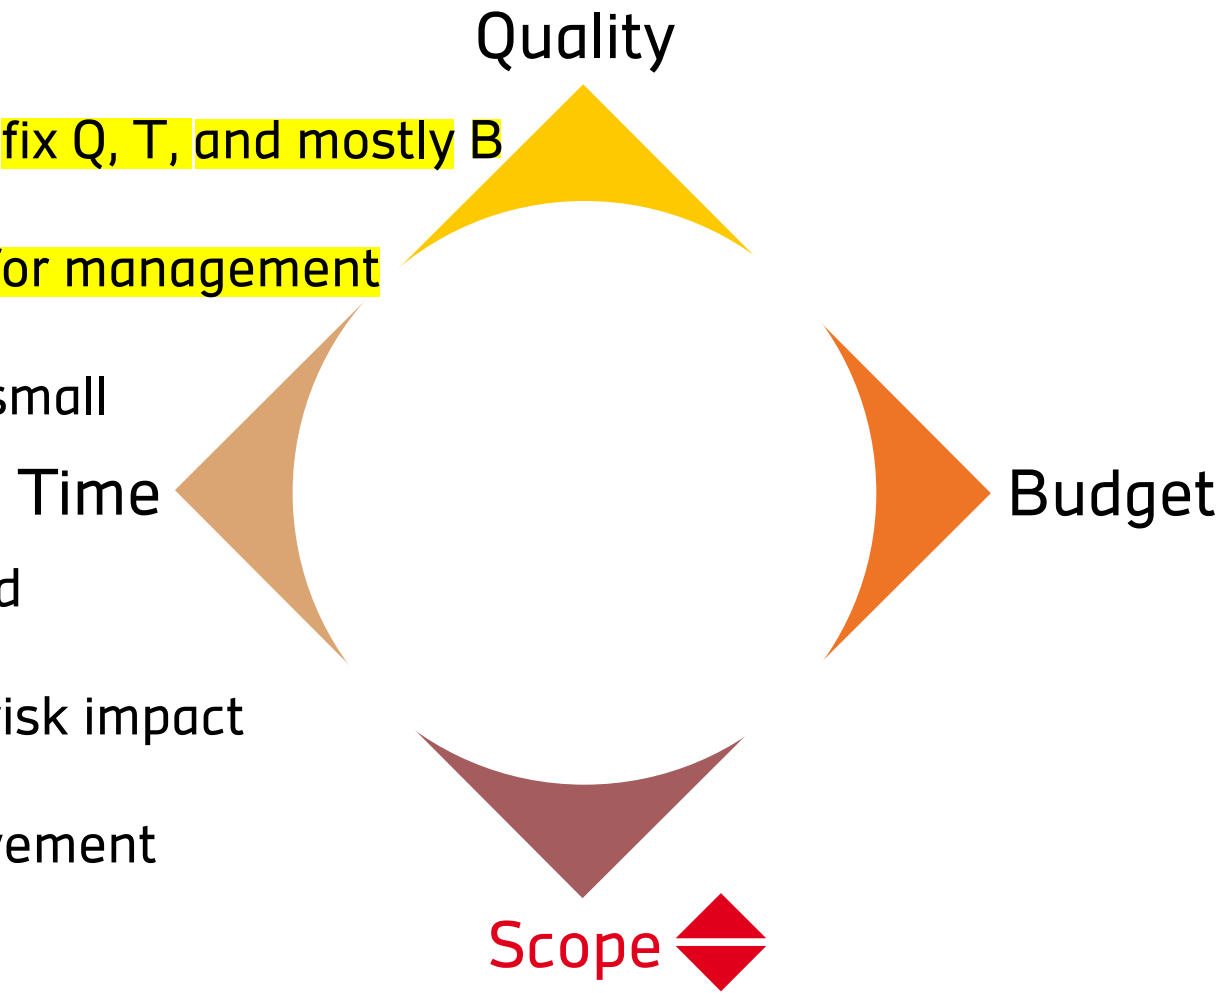 Quality
fix Q, T, and mostly B
for management
small
Time
Budget
d
risk impact
vement
Scope